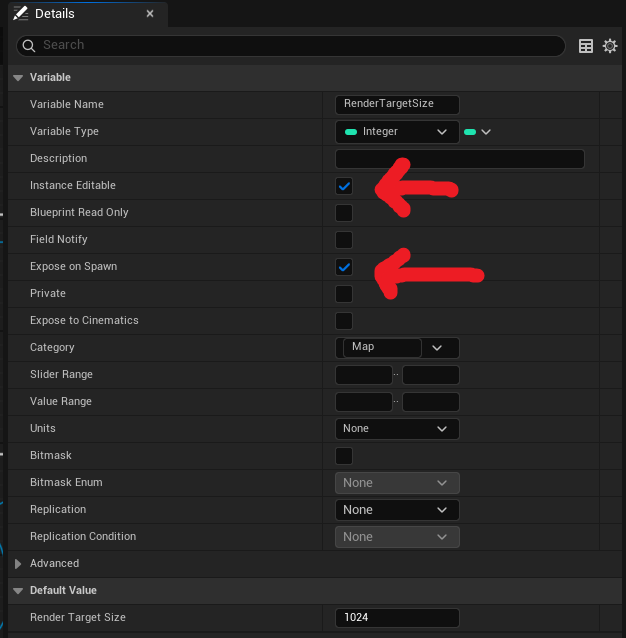 Details
Search
Variable
Variable Name RenderTargetSize
Variable Type Integer
Description
Instance Editable
Blueprint Read Only
Field Notify
Expose on Spawn
Private
Expose to Cinematics
Category Map
Slider Range ..
Value Range ..
Units None
Bitmask
Bitmask Enum None
Replication None
Replication Condition None
Advanced
Default Value
Render Target Size 1024